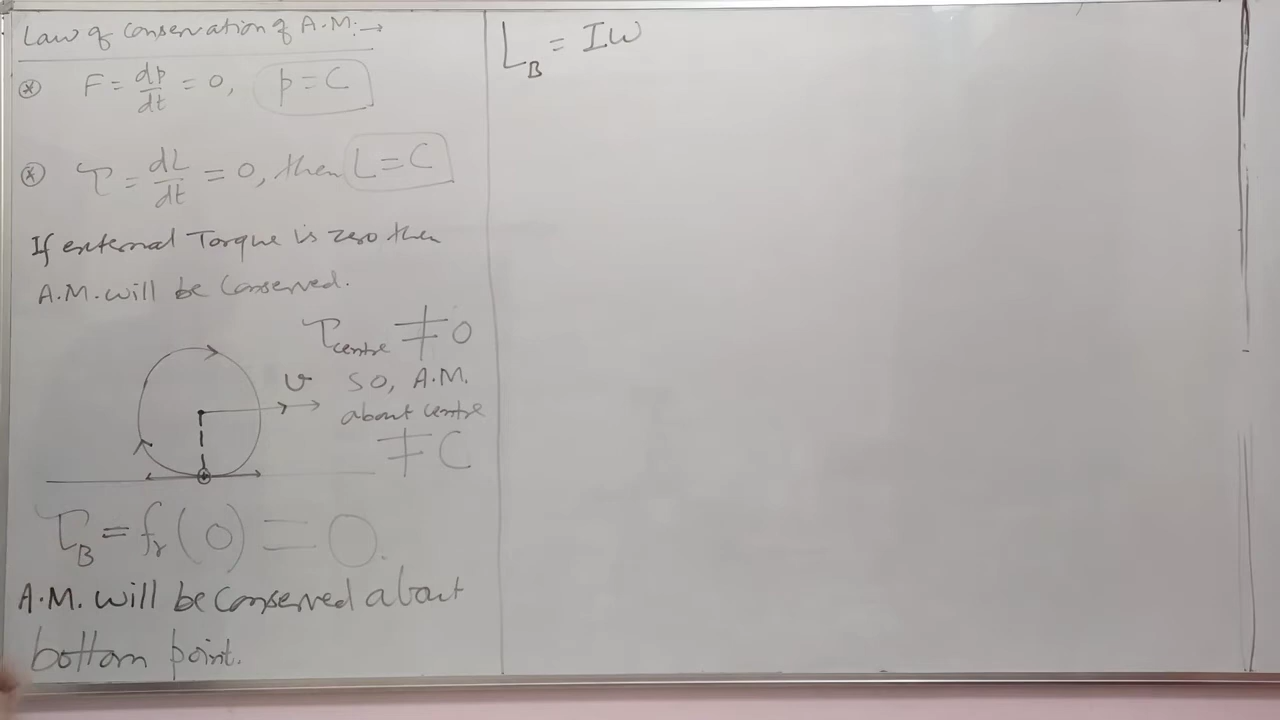 Law of conservation of A.M. :→
⊛ F = dp/dt = 0, p = C
⊛ τ = dL/dt = 0, then L = C
If external Torque is zero then
A.M. will be Conserved.
τcentre ≠ 0
v so, A.M.
about centre
≠ C
τB = fr (0) = 0.
A.M. will be conserved about
bottom point.
LB = Iω